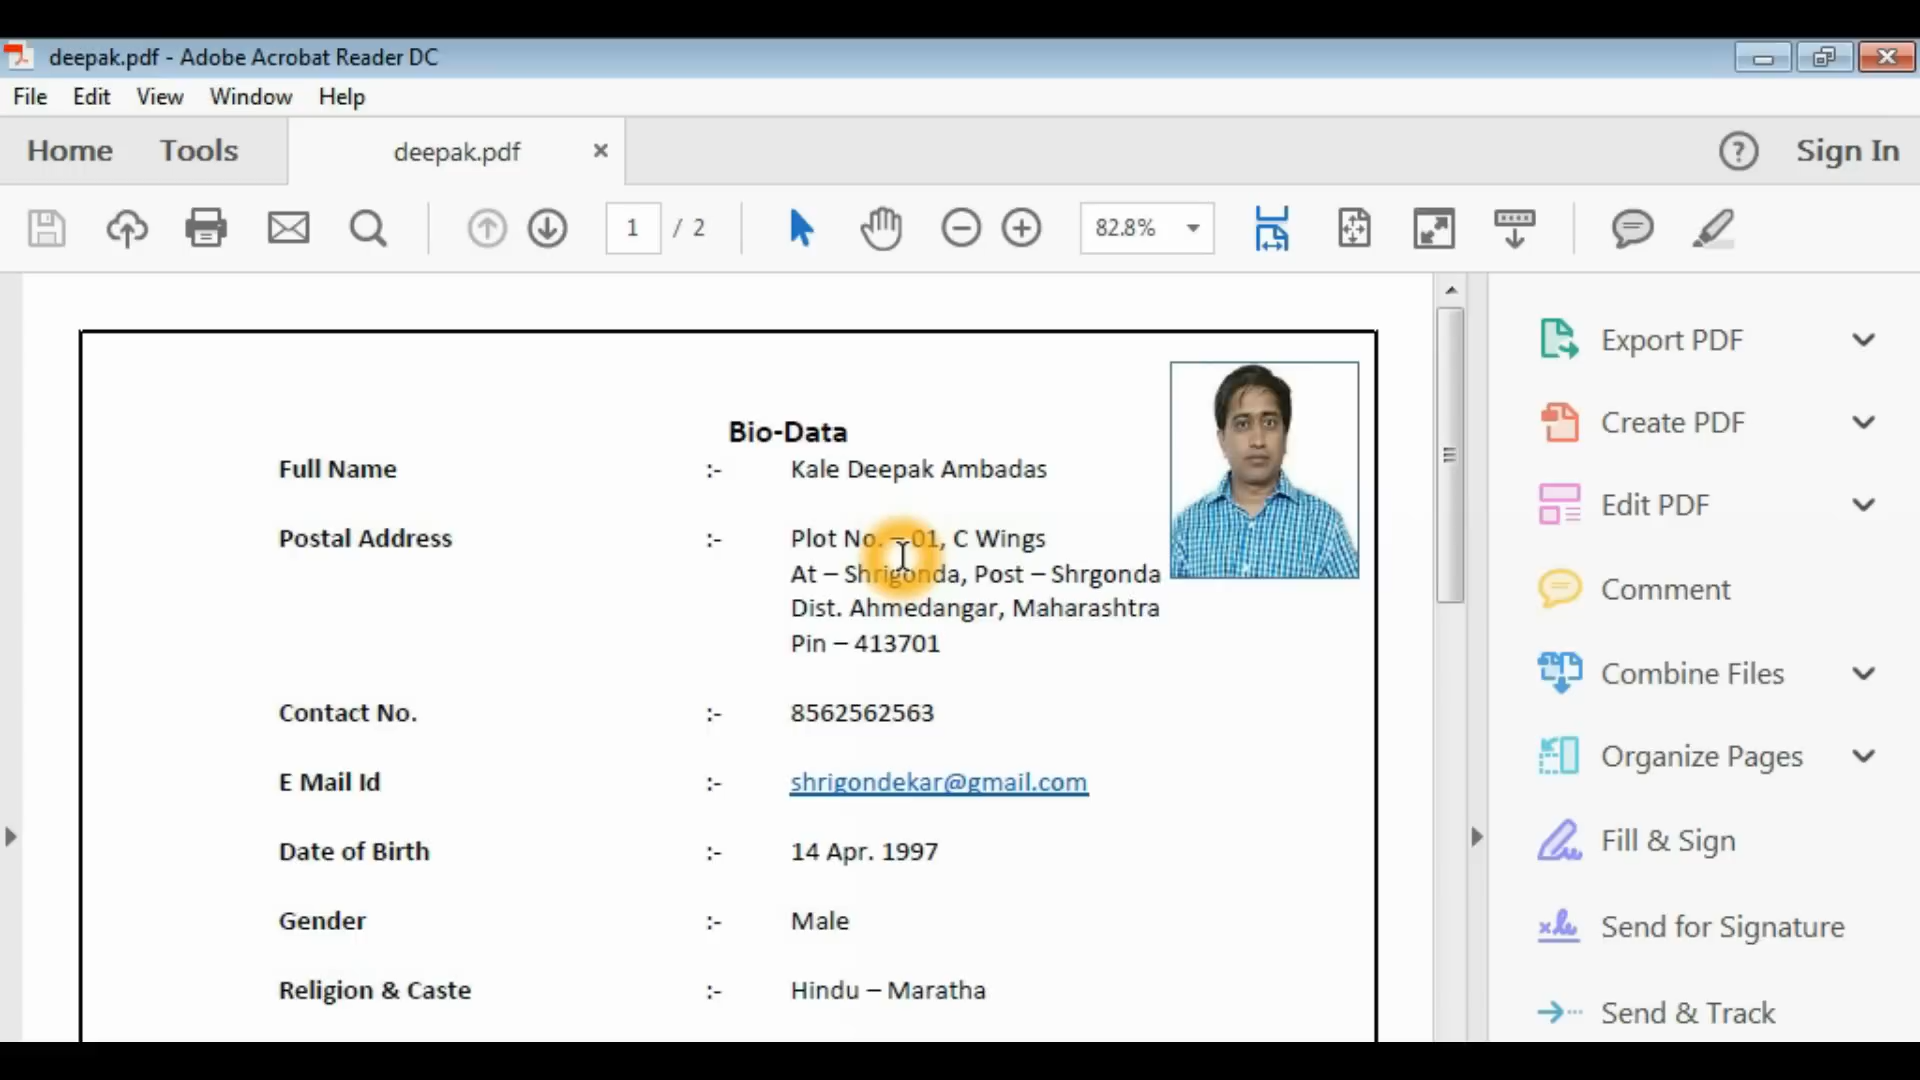 deepak.pdf - Adobe Acrobat Reader DC
File Edit View Window Help
Home Tools deepak.pdf × ? Sign In
1 / 2 82.8%
Bio-Data
Full Name :- Kale Deepak Ambadas
Postal Address :- Plot No. – 01, C Wings
At – Shrigonda, Post – Shrgonda
Dist. Ahmedangar, Maharashtra
Pin – 413701
Contact No. :- 8562562563
E Mail Id :- shrigondekar@gmail.com
Date of Birth :- 14 Apr. 1997
Gender :- Male
Religion & Caste :- Hindu – Maratha
Export PDF
Create PDF
Edit PDF
Comment
Combine Files
Organize Pages
Fill & Sign
Send for Signature
Send & Track